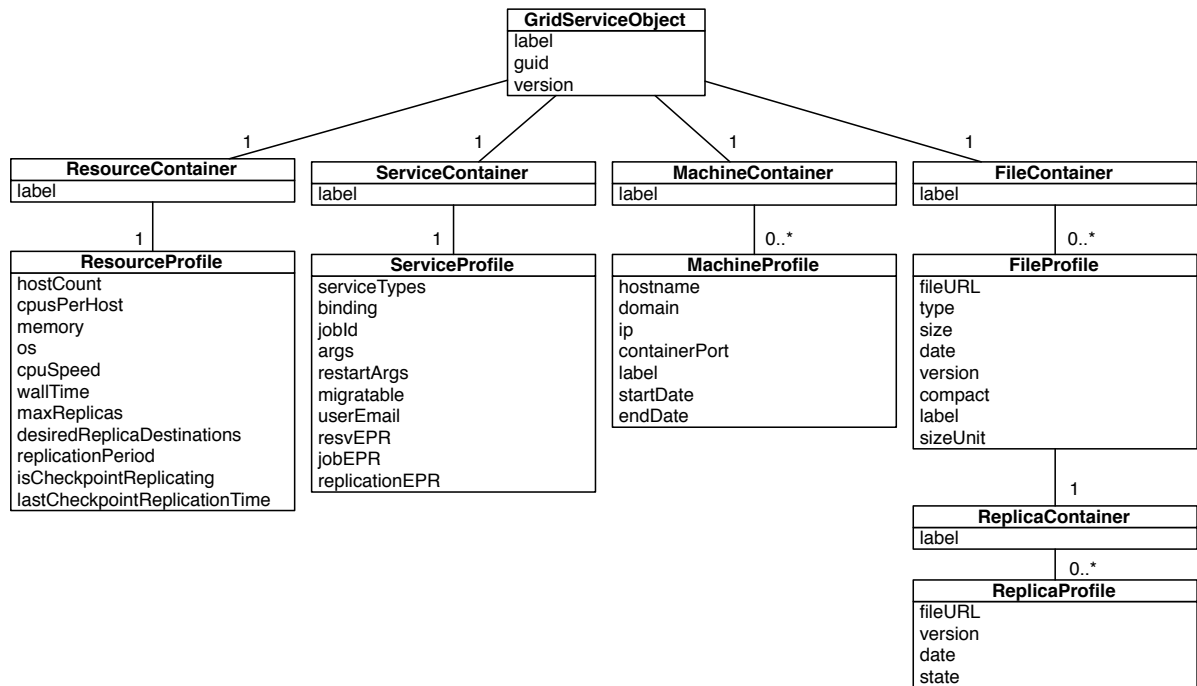 GridServiceObject
label
guid
version
1
1
1
1
ResourceContainer
label
ServiceContainer
label
MachineContainer
label
FileContainer
label
1
1
0..*
0..*
ResourceProfile
hostCount
cpusPerHost
memory
os
cpuSpeed
wallTime
maxReplicas
desiredReplicaDestinations
replicationPeriod
isCheckpointReplicating
lastCheckpointReplicationTime
ServiceProfile
serviceTypes
binding
jobId
args
restartArgs
migratable
userEmail
resvEPR
jobEPR
replicationEPR
MachineProfile
hostname
domain
ip
containerPort
label
startDate
endDate
FileProfile
fileURL
type
size
date
version
compact
label
sizeUnit
1
ReplicaContainer
label
0..*
ReplicaProfile
fileURL
version
date
state